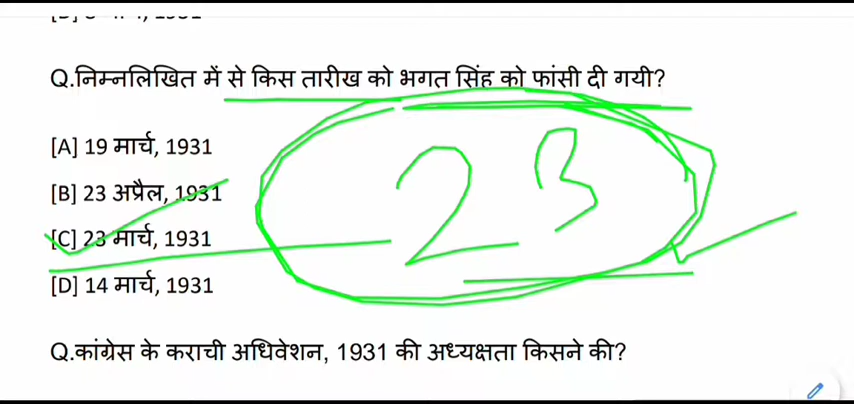 Q.निम्नलिखित में से किस तारीख को भगत सिंह को फांसी दी गयी?
[A] 19 मार्च, 1931
[B] 23 अप्रैल, 1931
[C] 23 मार्च, 1931
23
[D] 14 मार्च, 1931
Q.कांग्रेस के कराची अधिवेशन, 1931 की अध्यक्षता किसने की?